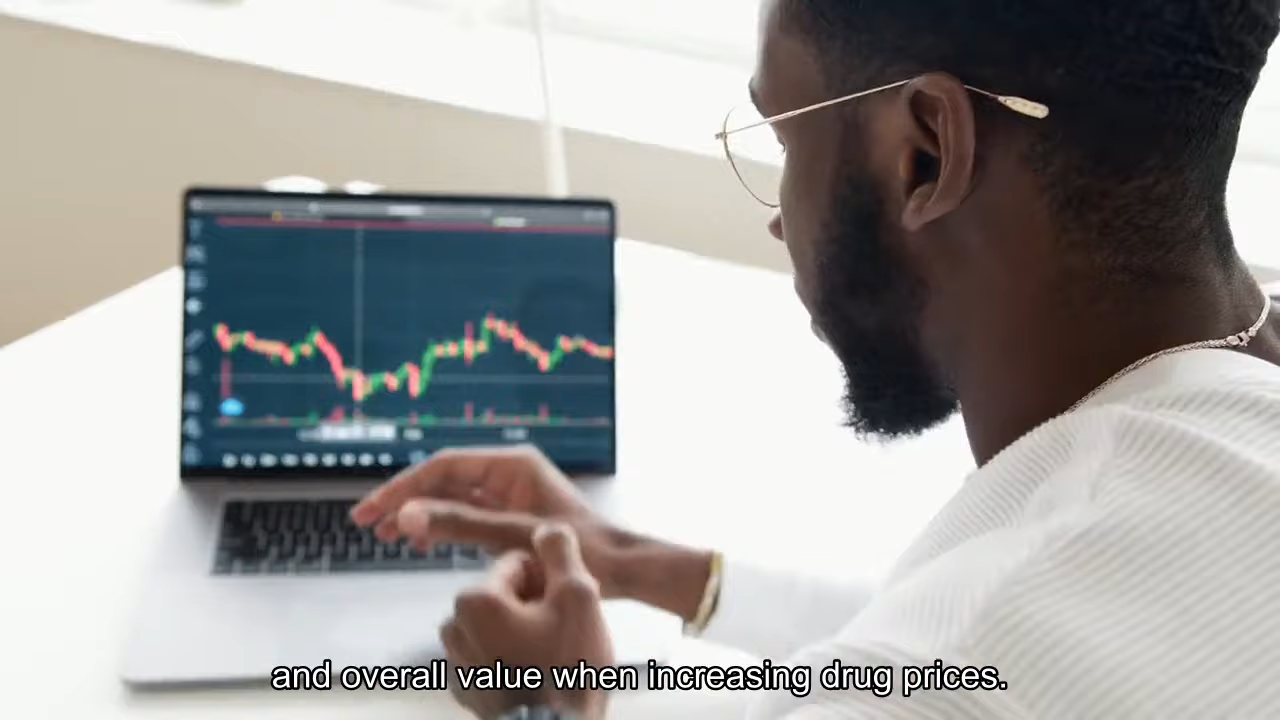 and overall value when increasing drug prices.